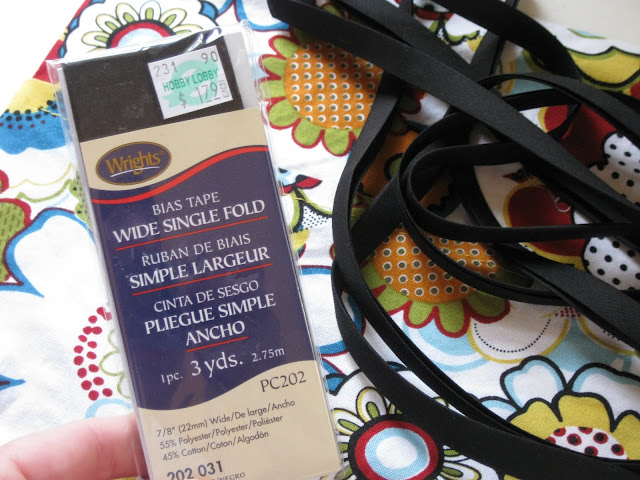 231 90
HOBBY LOBBY
Wrights
BIAS TAPE
WIDE SINGLE FOLD
RUBAN DE BIAIS
SIMPLE LARGEUR
CINTA DE SESGO
PLIEGUE SIMPLE
ANCHO
1pc. 3 yds. 2.75m
PC202
7/8" (22mm) Wide/De large/Ancho
55% Polyester/Polyester/Poliéster
45% Cotton/Coton/Algodón
202 031
NEGRO